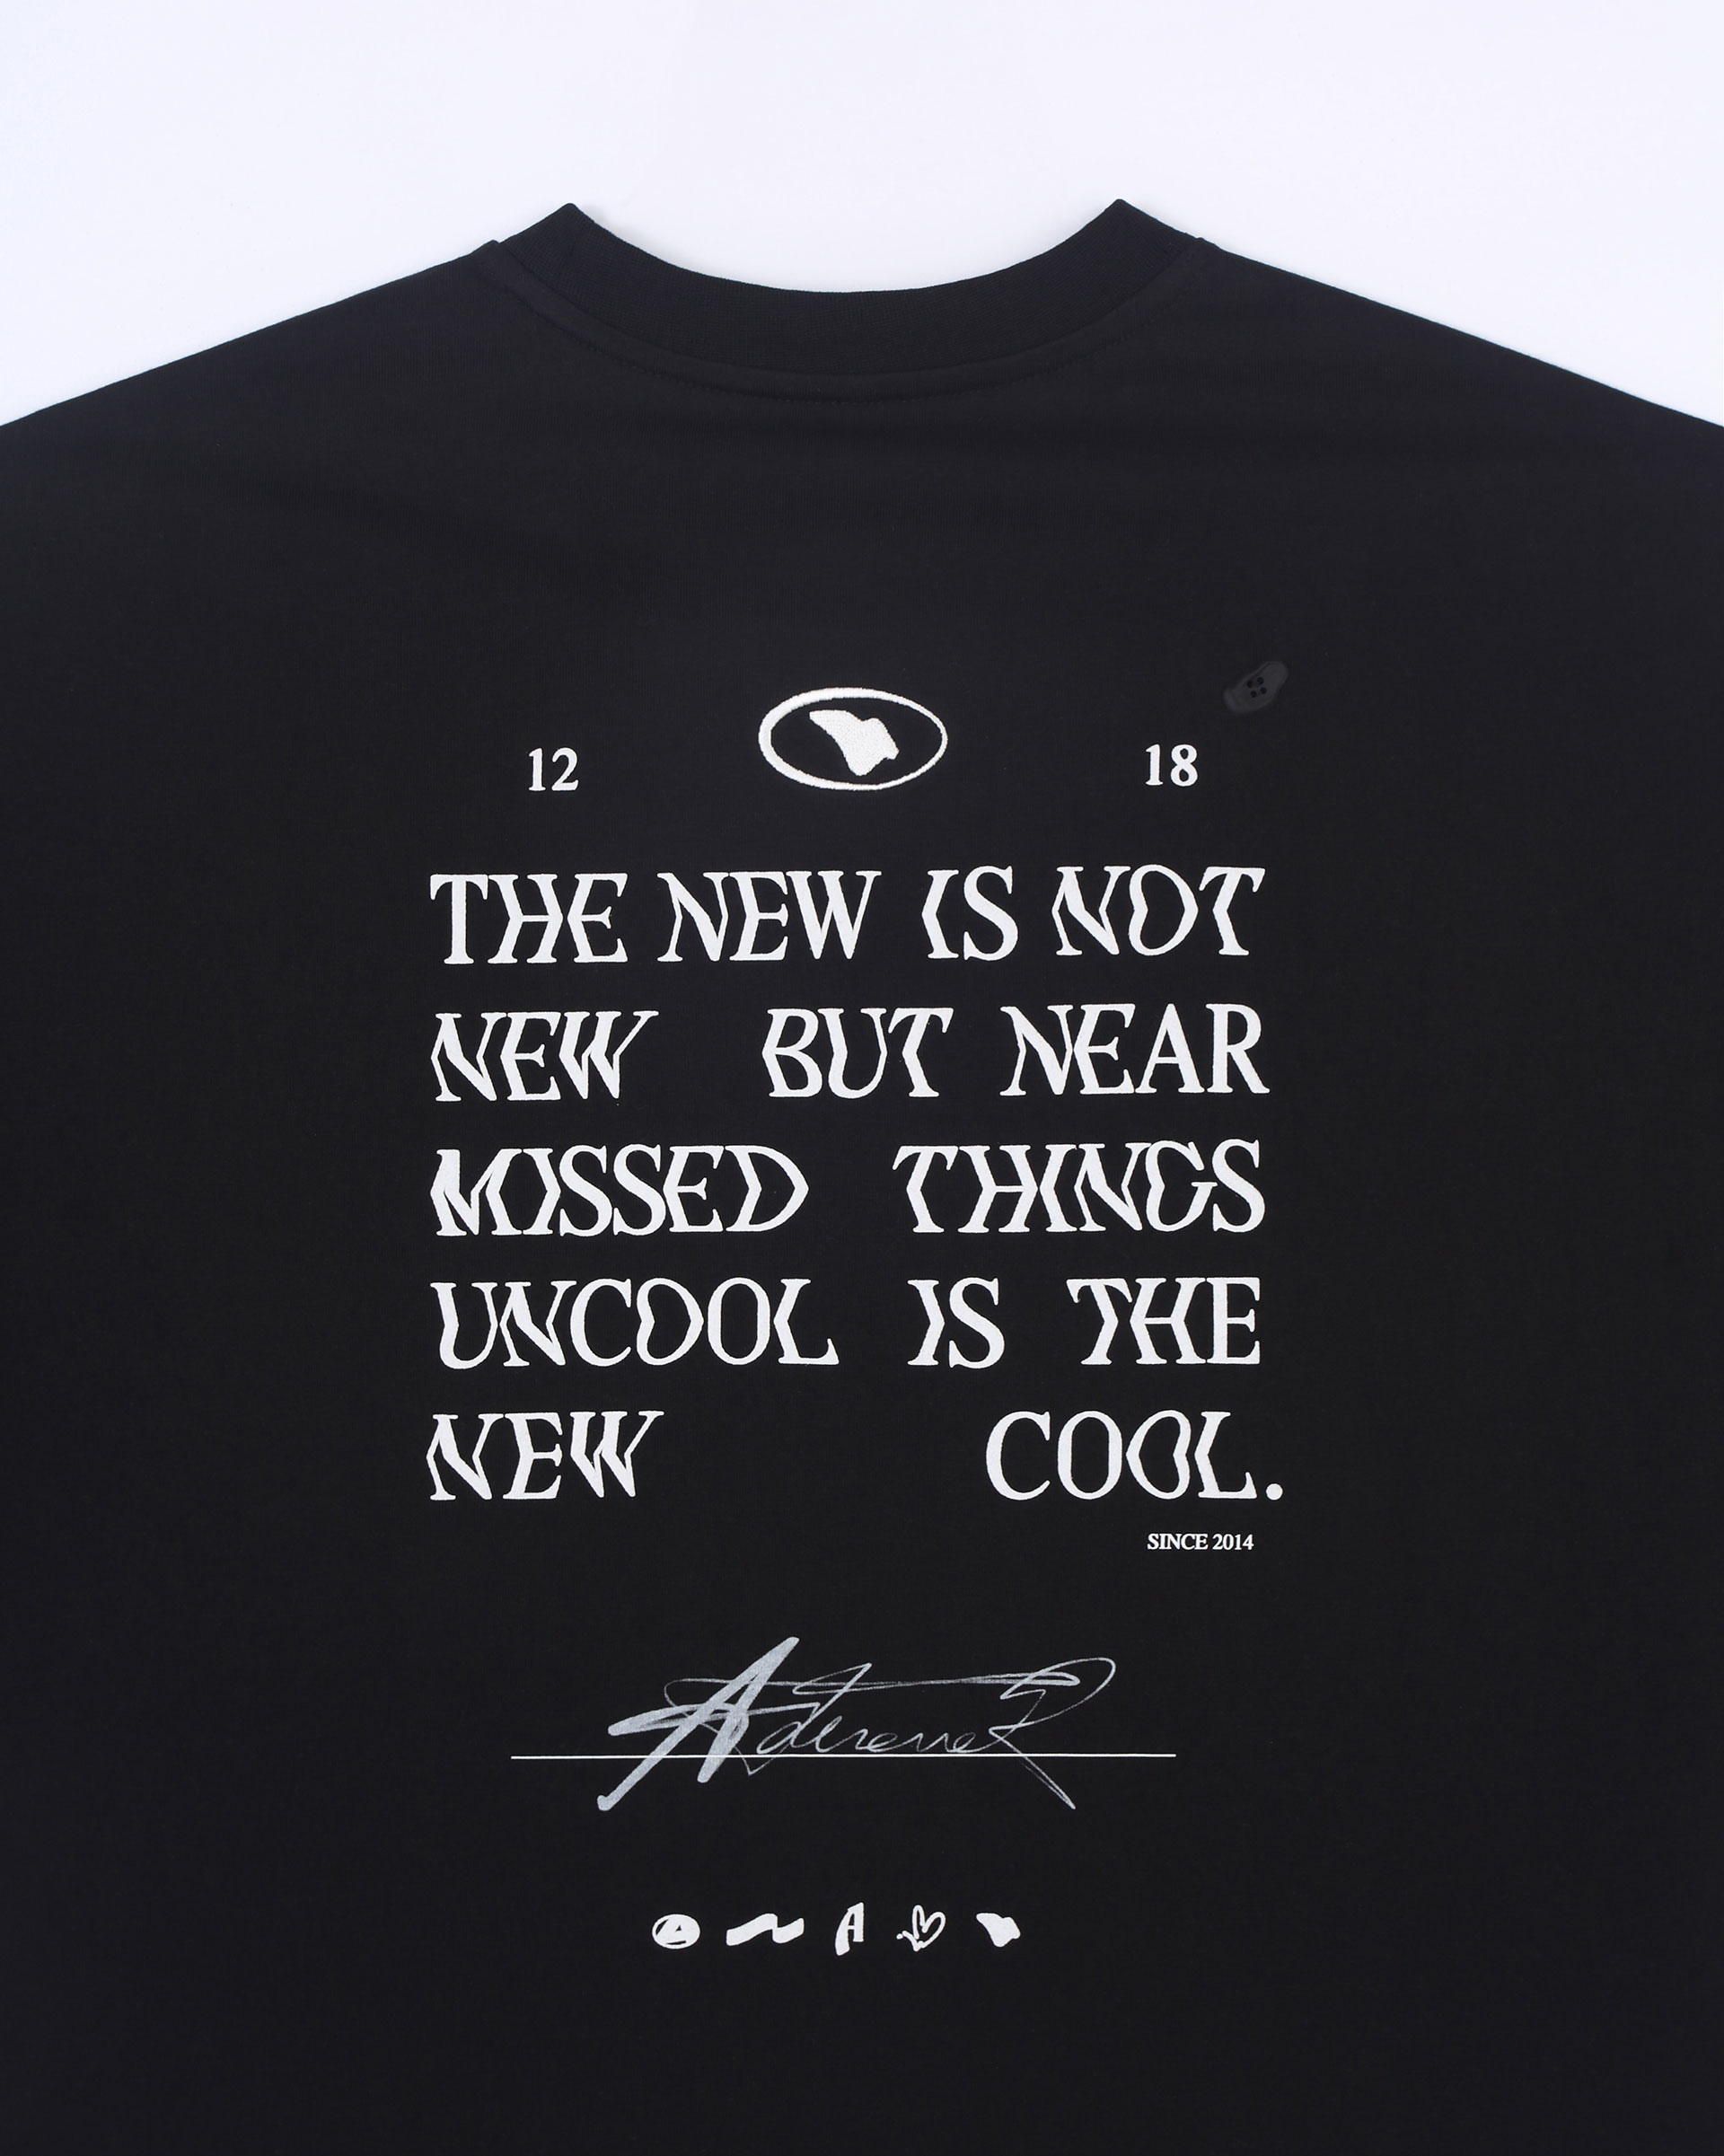 12 18
THE NEW IS NOT
NEW BUT NEAR
MISSED THINGS
UNCOOL IS THE
NEW COOL.
SINCE 2014
A